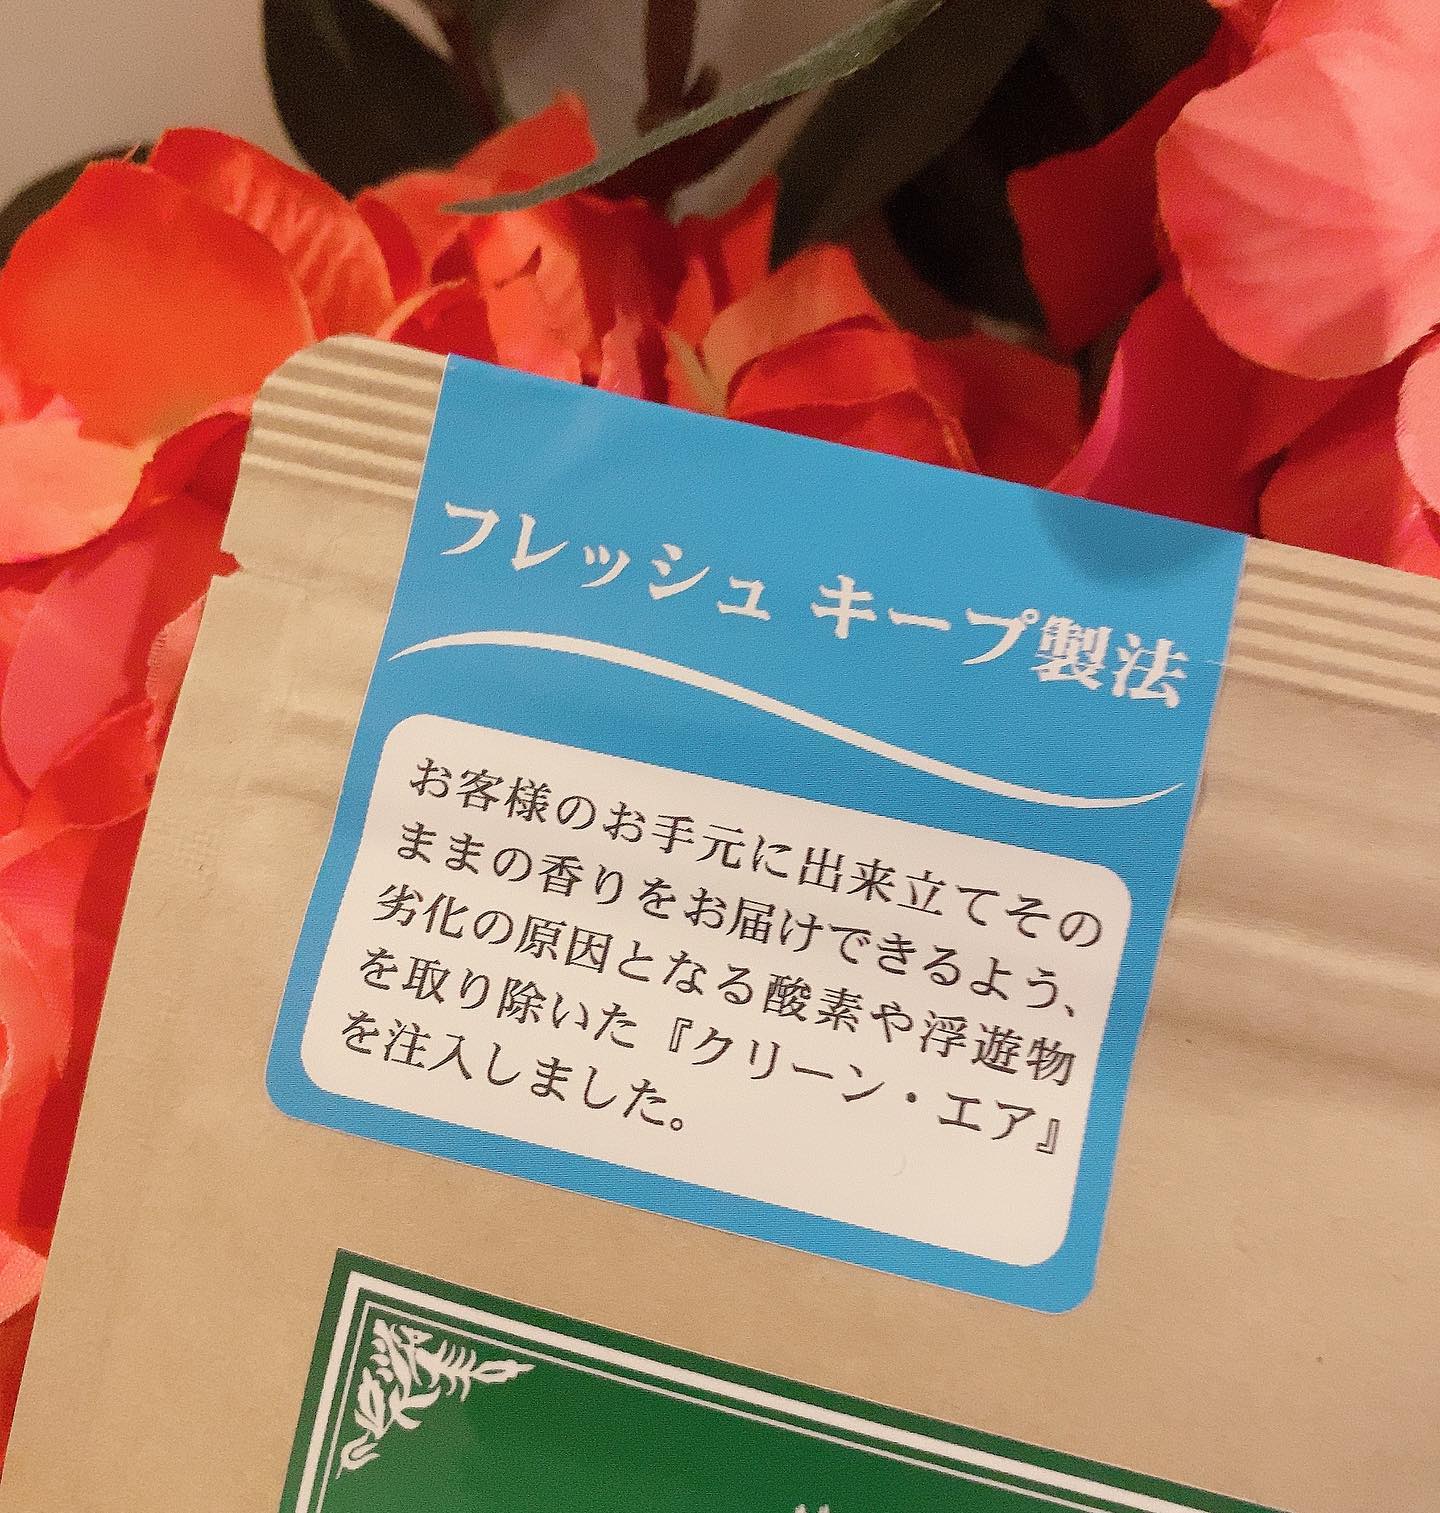 フレッシュ キープ製法
お客様のお手元に出来立てその
ままの香りをお届けできるよう、
劣化の原因となる酸素や浮遊物
を取り除いた『クリーン・エア』
を注入しました。